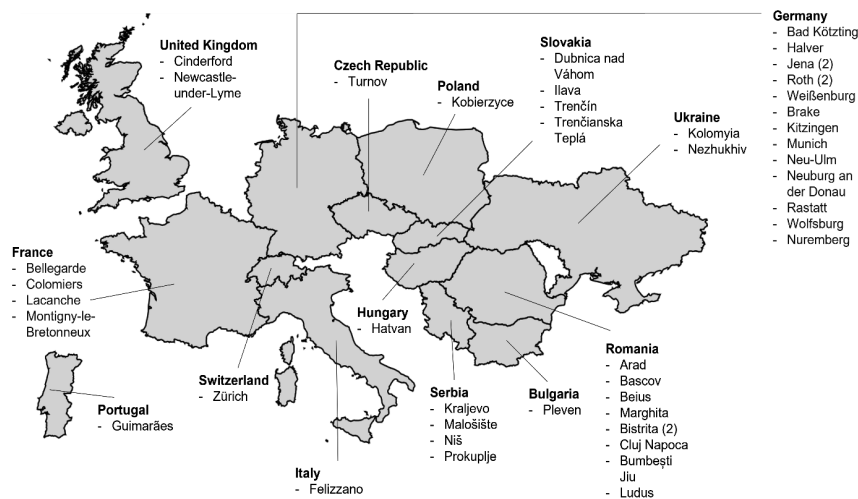 United Kingdom
- Cinderford
- Newcastle-
under-Lyme
Czech Republic
- Turnov
Poland
- Kobierzyce
Slovakia
- Dubnica nad
Váhom
- Ilava
- Trenčín
- Trenčianska
Teplá
Ukraine
- Kolomyia
- Nezhukhiv
Germany
- Bad Kötzting
- Halver
- Jena (2)
- Roth (2)
- Weißenburg
- Brake
- Kitzingen
- Munich
- Neu-Ulm
- Neuburg an
der Donau
- Rastatt
- Wolfsburg
- Nuremberg
France
- Bellegarde
- Colomiers
- Lacanche
- Montigny-le-
Bretonneux
Portugal
- Guimarães
Switzerland
- Zürich
Italy
- Felizzano
Hungary
- Hatvan
Serbia
- Kraljevo
- Malošište
- Niš
- Prokuplje
Bulgaria
- Pleven
Romania
- Arad
- Bascov
- Beius
- Marghita
- Bistrita (2)
- Cluj Napoca
- Bumbești
Jiu
- Ludus